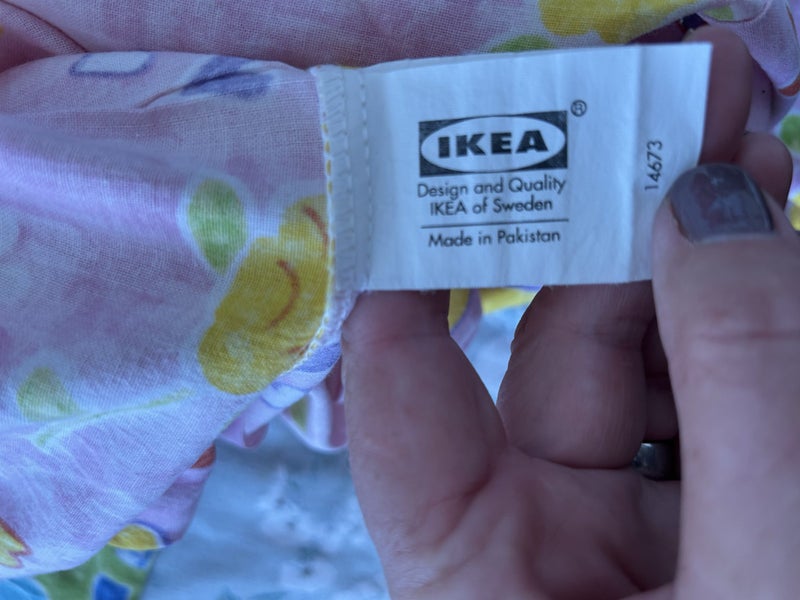 IKEA®
Design and Quality
IKEA of Sweden
Made in Pakistan
14673